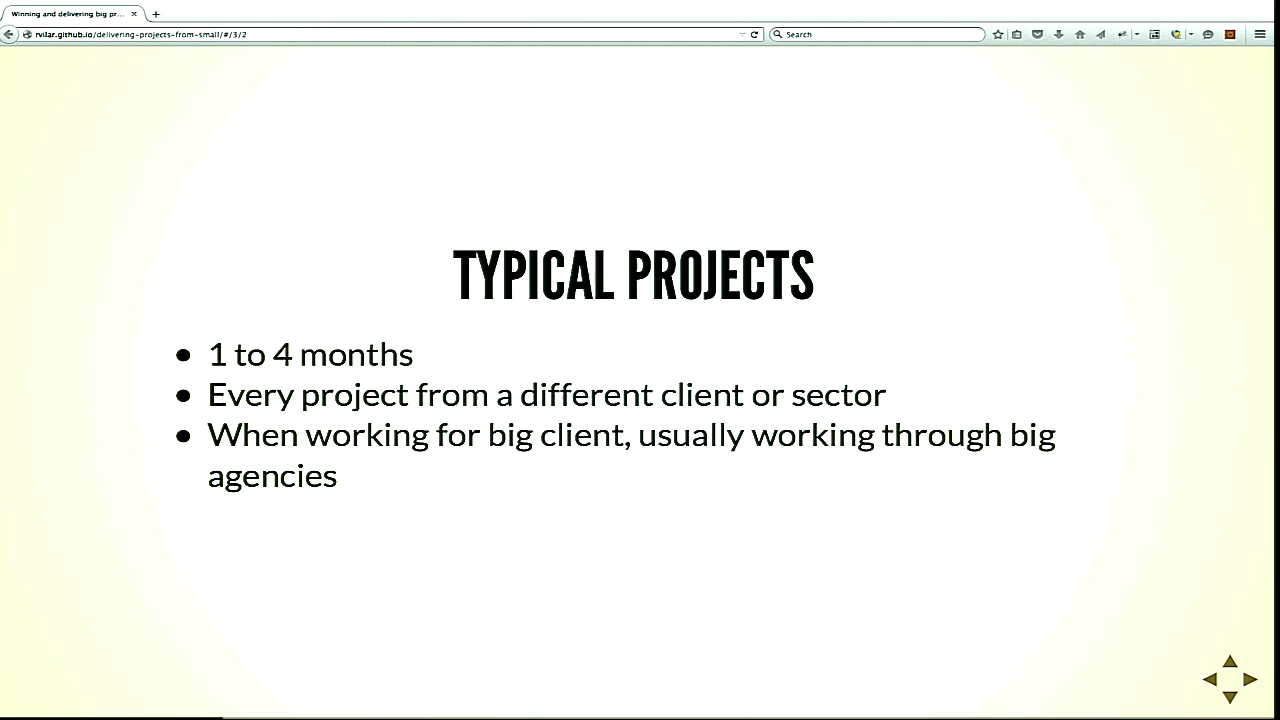 Winning and delivering big pr...
rvilar.github.io/delivering-projects-from-small/#/3/2
Search
TYPICAL PROJECTS
1 to 4 months
Every project from a different client or sector
When working for big client, usually working through big
agencies